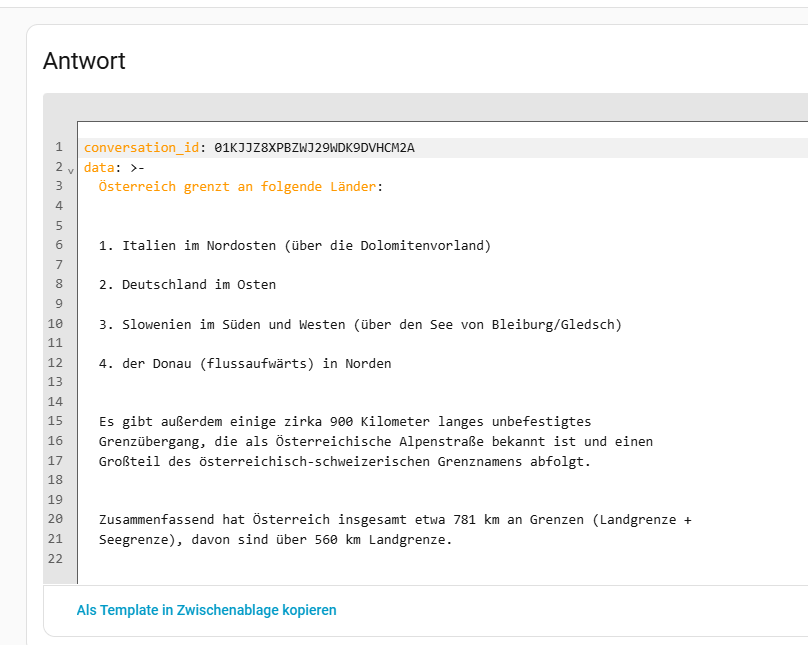 Antwort
1 conversation_id: 01KJJZ8XPBZWJ29WDK9DVHCM2A
2 data: >-
3 Österreich grenzt an folgende Länder:
4
5
6 1. Italien im Nordosten (über die Dolomitenvorland)
7
8 2. Deutschland im Osten
9
10 3. Slowenien im Süden und Westen (über den See von Bleiburg/Gledsch)
11
12 4. der Donau (flussaufwärts) in Norden
13
14
15 Es gibt außerdem einige zirka 900 Kilometer langes unbefestigtes
16 Grenzübergang, die als Österreichische Alpenstraße bekannt ist und einen
17 Großteil des österreichisch-schweizerischen Grenznamens abfolgt.
18
19
20 Zusammenfassend hat Österreich insgesamt etwa 781 km an Grenzen (Landgrenze +
21 Seegrenze), davon sind über 560 km Landgrenze.
22
Als Template in Zwischenablage kopieren